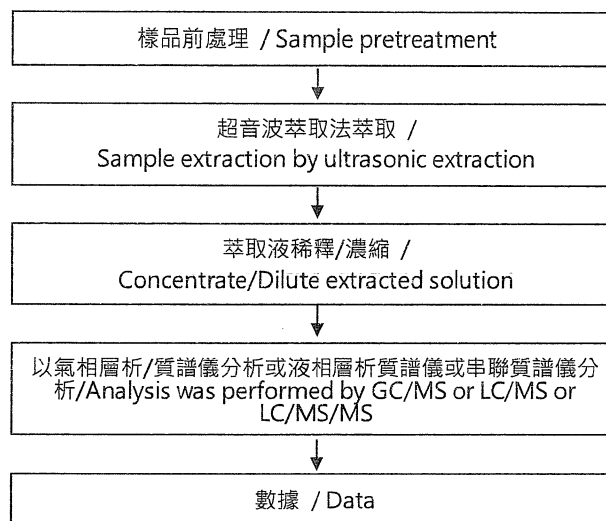 樣品前處理 / Sample pretreatment
超音波萃取法萃取 /
Sample extraction by ultrasonic extraction
萃取液稀釋/濃縮 /
Concentrate/Dilute extracted solution
以氣相層析/質譜儀分析或液相層析質譜儀或串聯質譜儀分
析/Analysis was performed by GC/MS or LC/MS or
LC/MS/MS
數據 / Data